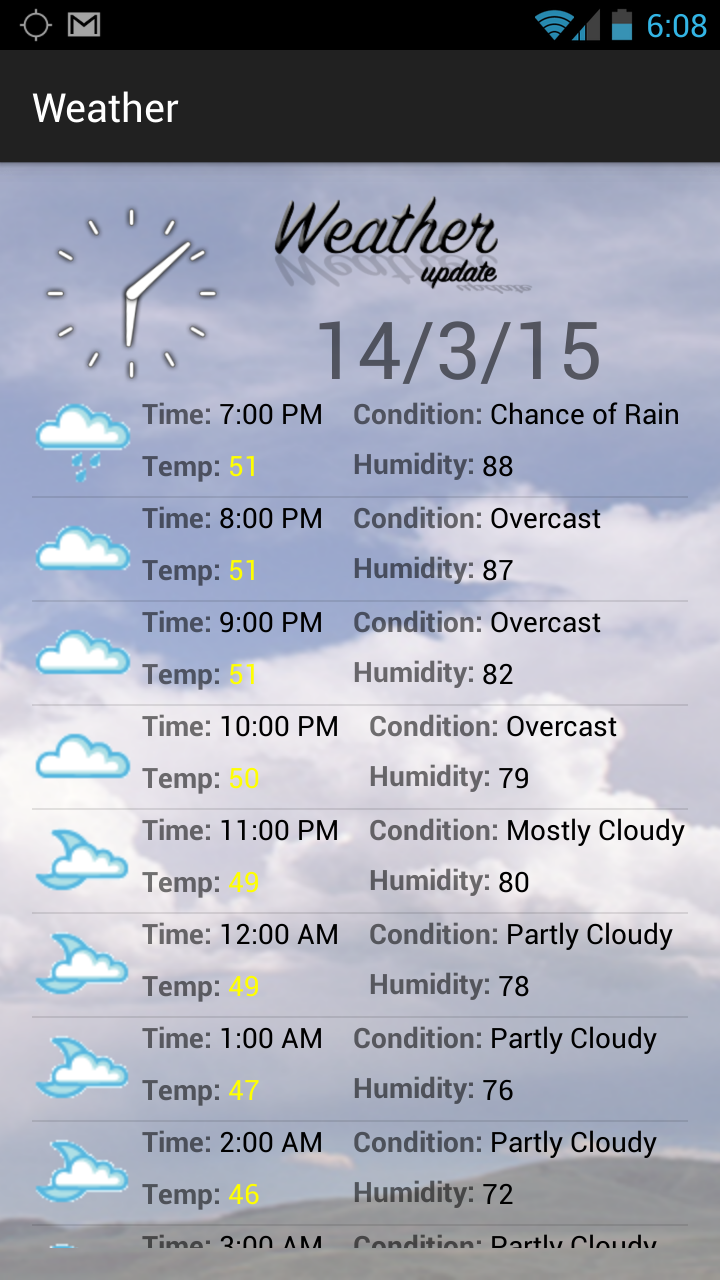 6:08
Weather
Weather
update
14/3/15
Time: 7:00 PM Condition: Chance of Rain
Temp: 51 Humidity: 88
Time: 8:00 PM Condition: Overcast
Temp: 51 Humidity: 87
Time: 9:00 PM Condition: Overcast
Temp: 51 Humidity: 82
Time: 10:00 PM Condition: Overcast
Temp: 50 Humidity: 79
Time: 11:00 PM Condition: Mostly Cloudy
Temp: 49 Humidity: 80
Time: 12:00 AM Condition: Partly Cloudy
Temp: 49 Humidity: 78
Time: 1:00 AM Condition: Partly Cloudy
Temp: 47 Humidity: 76
Time: 2:00 AM Condition: Partly Cloudy
Temp: 46 Humidity: 72
Time: 3:00 AM Condition: Partly Cloudy